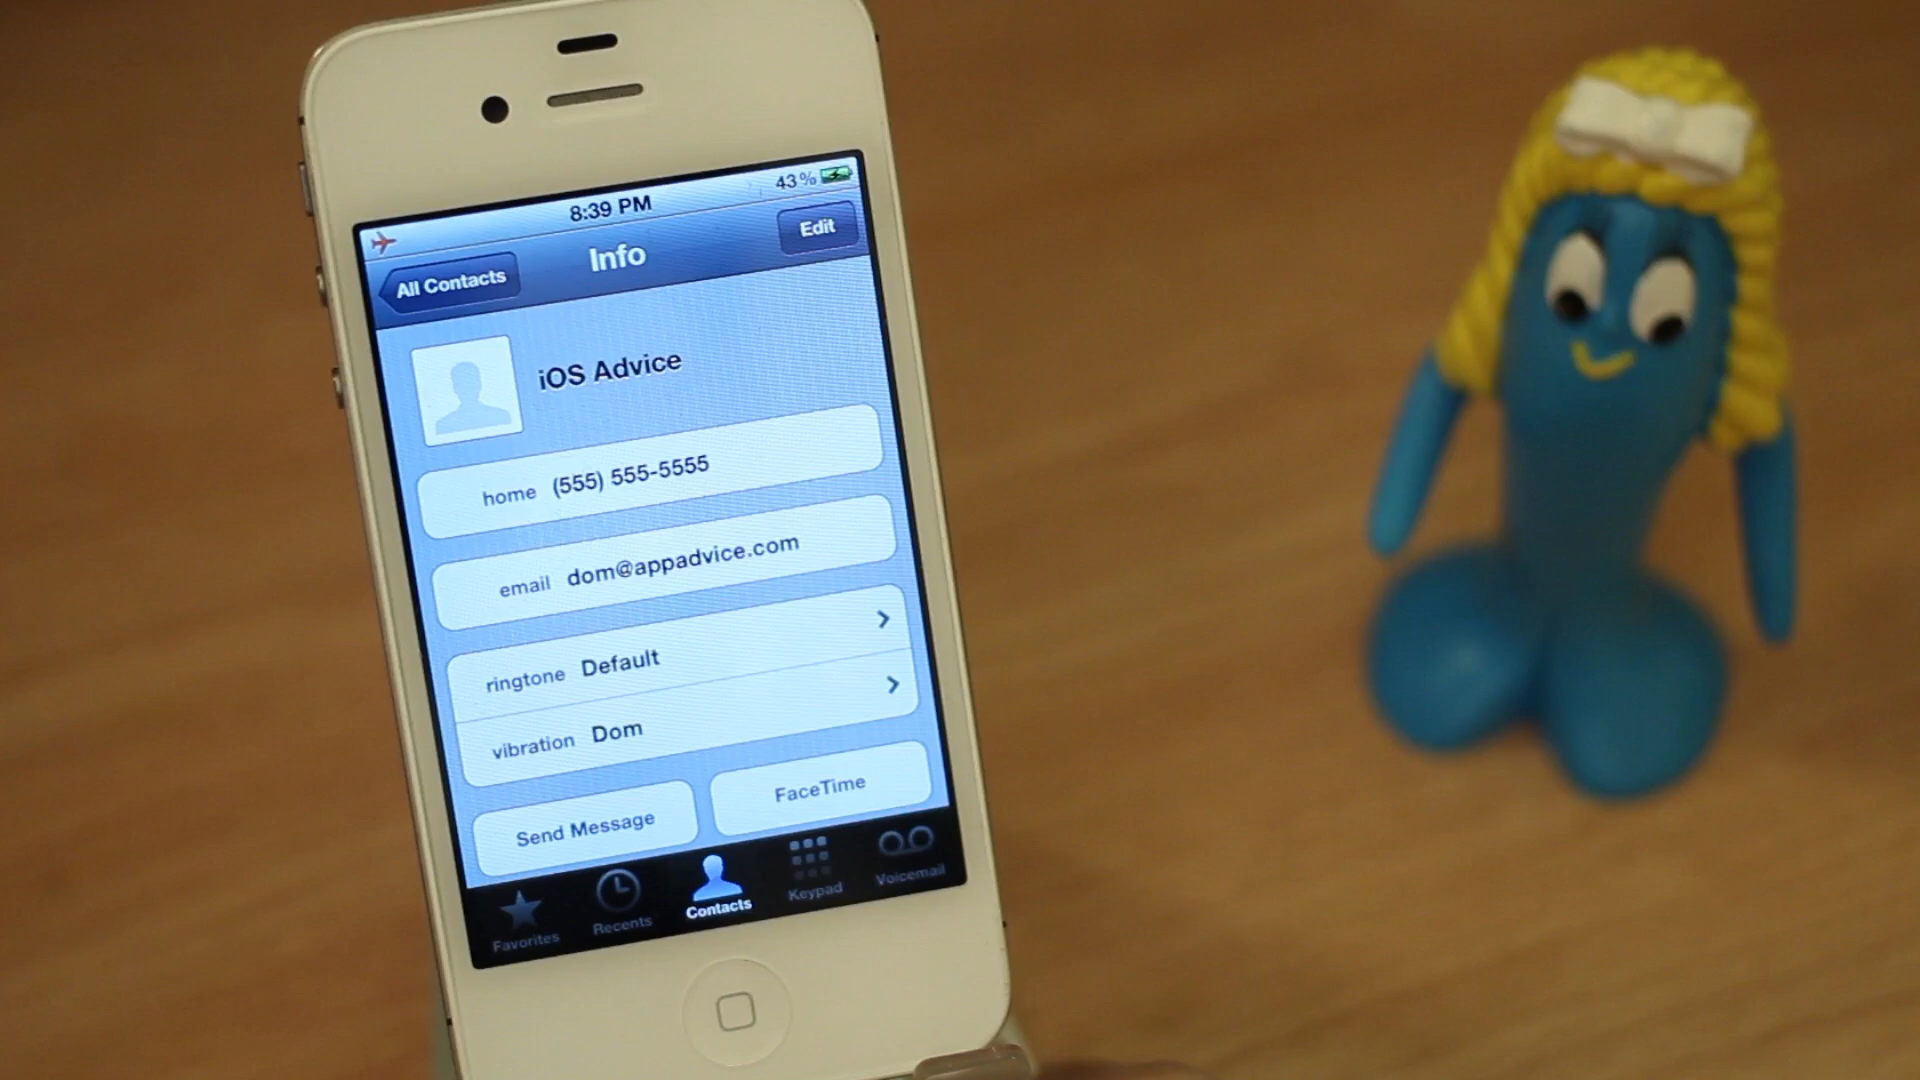 43%
8:39 PM
All Contacts
Info
Edit
iOS Advice
home (555) 555-5555
email dom@appadvice.com
ringtone Default
vibration Dom
Send Message
FaceTime
Favorites
Recents
Contacts
Keypad
Voicemail